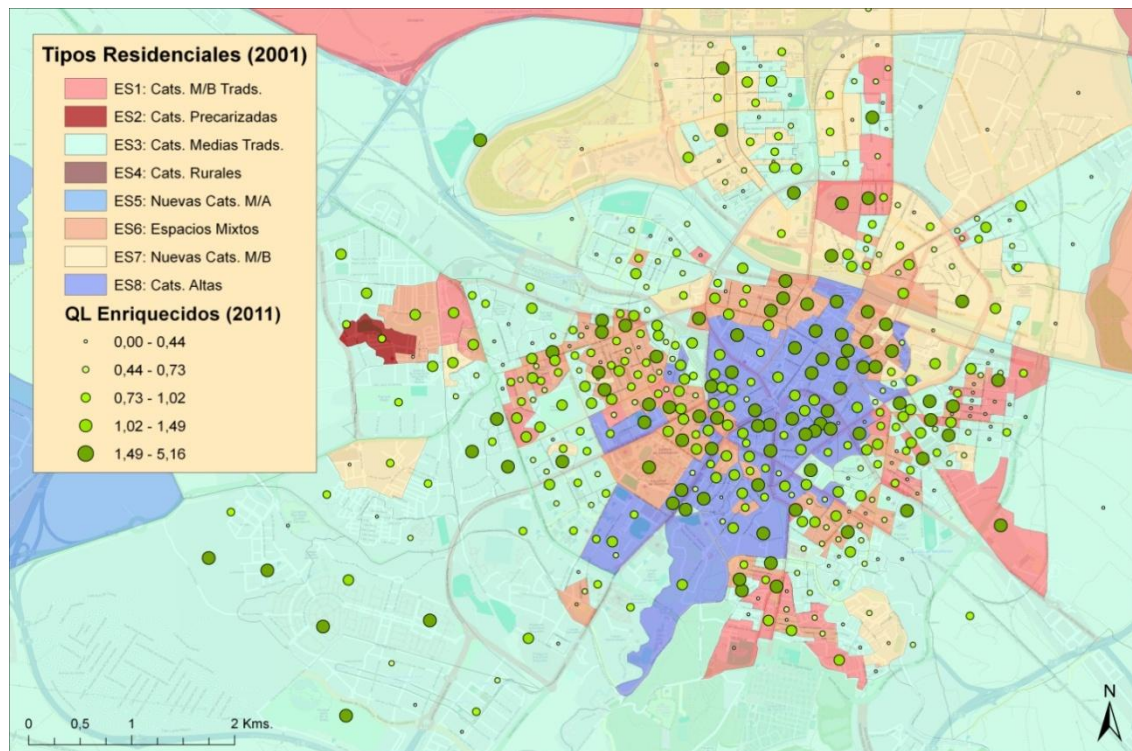 Tipos Residenciales (2001)
ES1: Cats. M/B Trads.
ES2: Cats. Precarizadas
ES3: Cats. Medias Trads.
ES4: Cats. Rurales
ES5: Nuevas Cats. M/A
ES6: Espacios Mixtos
ES7: Nuevas Cats. M/B
ES8: Cats. Altas
QL Enriquecidos (2011)
0,00 - 0,44
0,44 - 0,73
0,73 - 1,02
1,02 - 1,49
1,49 - 5,16
N
0 0,5 1 2 Kms.